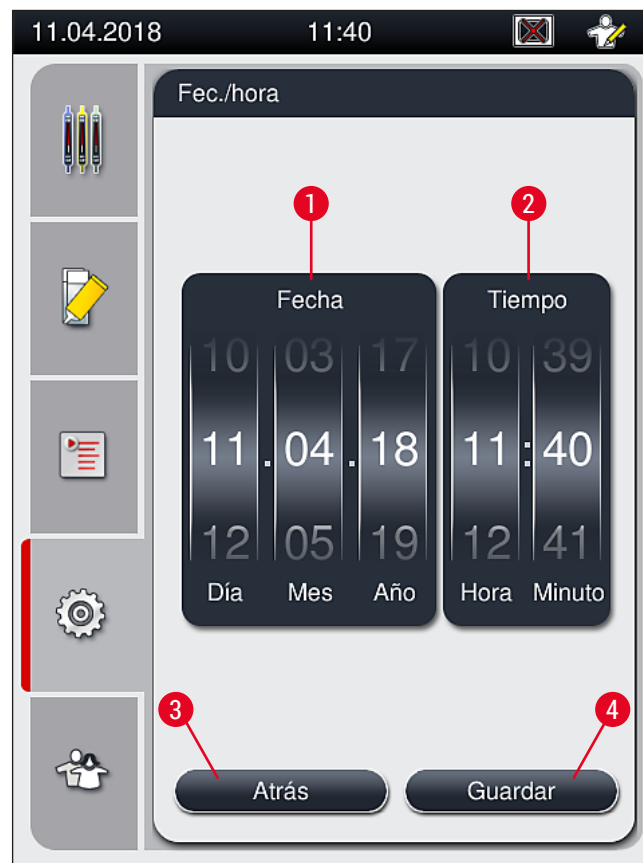 11.04.2018 11:40
Fec./hora
1 2
Fecha Tiempo
10 03 17 10 39
11 . 04 . 18 11 : 40
12 05 19 12 41
Día Mes Año Hora Minuto
3 4
Atrás Guardar